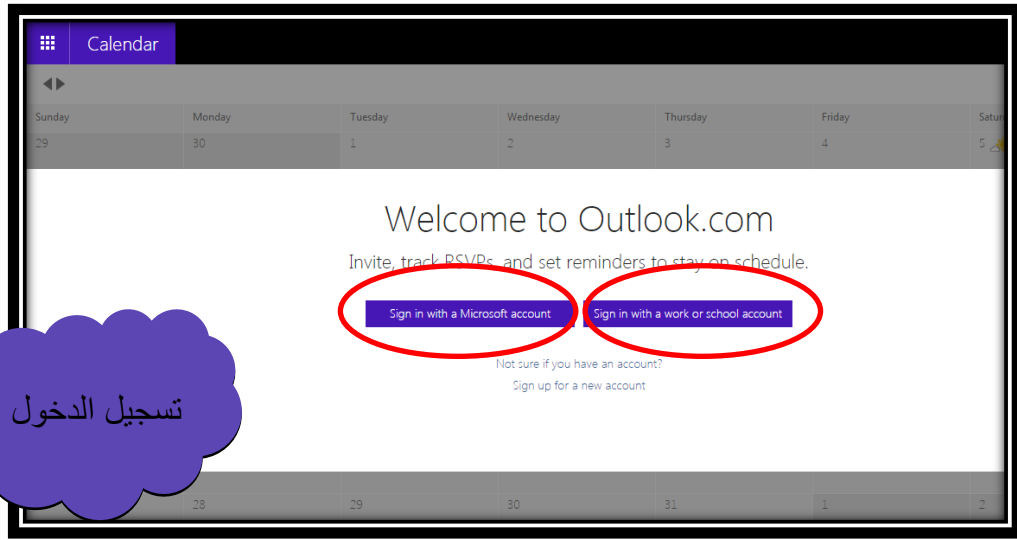 Calendar
Sunday Monday Tuesday Wednesday Thursday Friday Satur
29 30 1 2 3 4 5
Welcome to Outlook.com
Invite, track RSVPs, and set reminders to stay on schedule.
Sign in with a Microsoft account Sign in with a work or school account
Not sure if you have an account?
Sign up for a new account
تسجيل الدخول
28 29 30 31 1 2